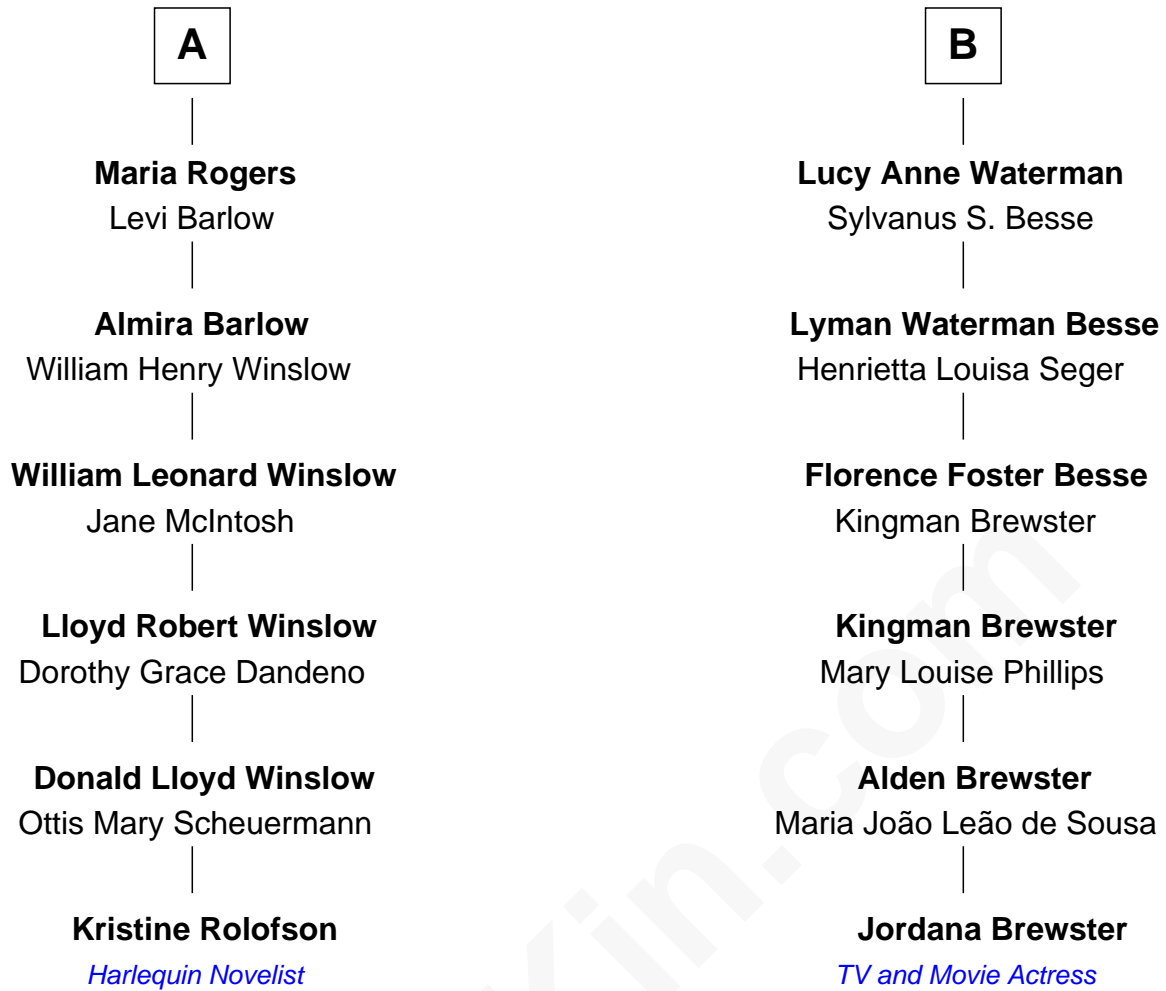 A
Maria Rogers
Levi Barlow
Almira Barlow
William Henry Winslow
William Leonard Winslow
Jane McIntosh
Lloyd Robert Winslow
Dorothy Grace Dandeno
Donald Lloyd Winslow
Ottis Mary Scheuermann
Kristine Rolofson
Harlequin Novelist
B
Lucy Anne Waterman
Sylvanus S. Besse
Lyman Waterman Besse
Henrietta Louisa Seger
Florence Foster Besse
Kingman Brewster
Kingman Brewster
Mary Louise Phillips
Alden Brewster
Maria João Leão de Sousa
Jordana Brewster
TV and Movie Actress